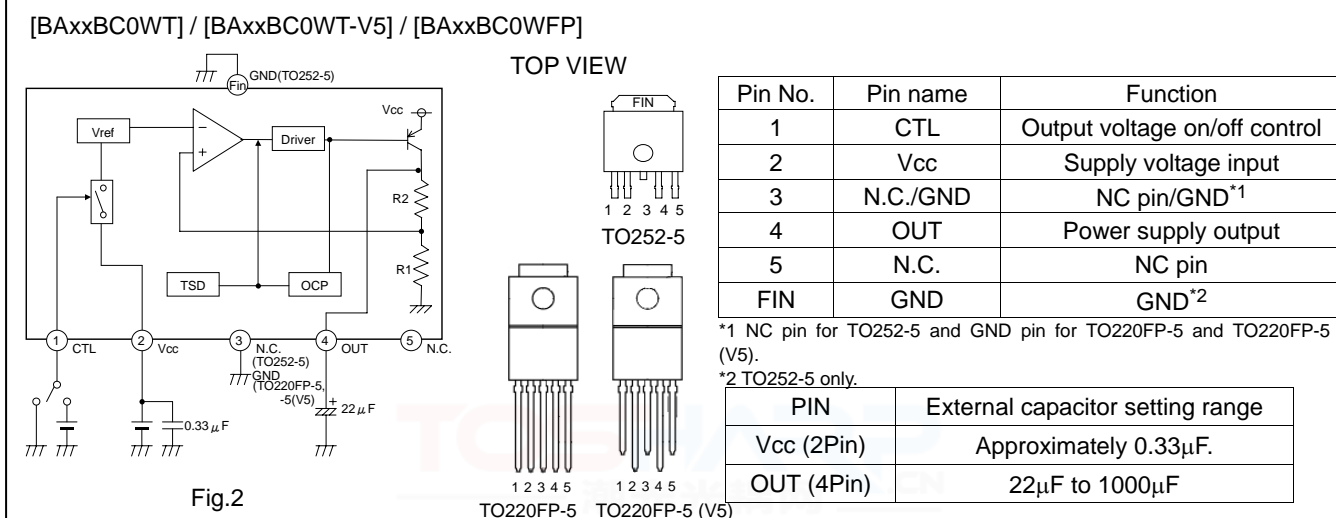 [BAxxBC0WT] / [BAxxBC0WT-V5] / [BAxxBC0WFP]
GND(TO252-5)
Fin
Vcc
Vref
−
+
Driver
R2
R1
TSD
OCP
1 CTL
2 Vcc
3 N.C.
(TO252-5)
GND
(TO220FP-5,
-5(V5)
4 OUT
5 N.C.
+
22μF
0.33μF
Fig.2
TOP VIEW
FIN
1 2 3 4 5
TO252-5
1 2 3 4 5
TO220FP-5
1 2 3 4 5
TO220FP-5 (V5)
Pin No. Pin name Function
1 CTL Output voltage on/off control
2 Vcc Supply voltage input
3 N.C./GND NC pin/GND*1
4 OUT Power supply output
5 N.C. NC pin
FIN GND GND*2
*1 NC pin for TO252-5 and GND pin for TO220FP-5 and TO220FP-5
(V5).
*2 TO252-5 only.
PIN External capacitor setting range
Vcc (2Pin) Approximately 0.33μF.
OUT (4Pin) 22μF to 1000μF